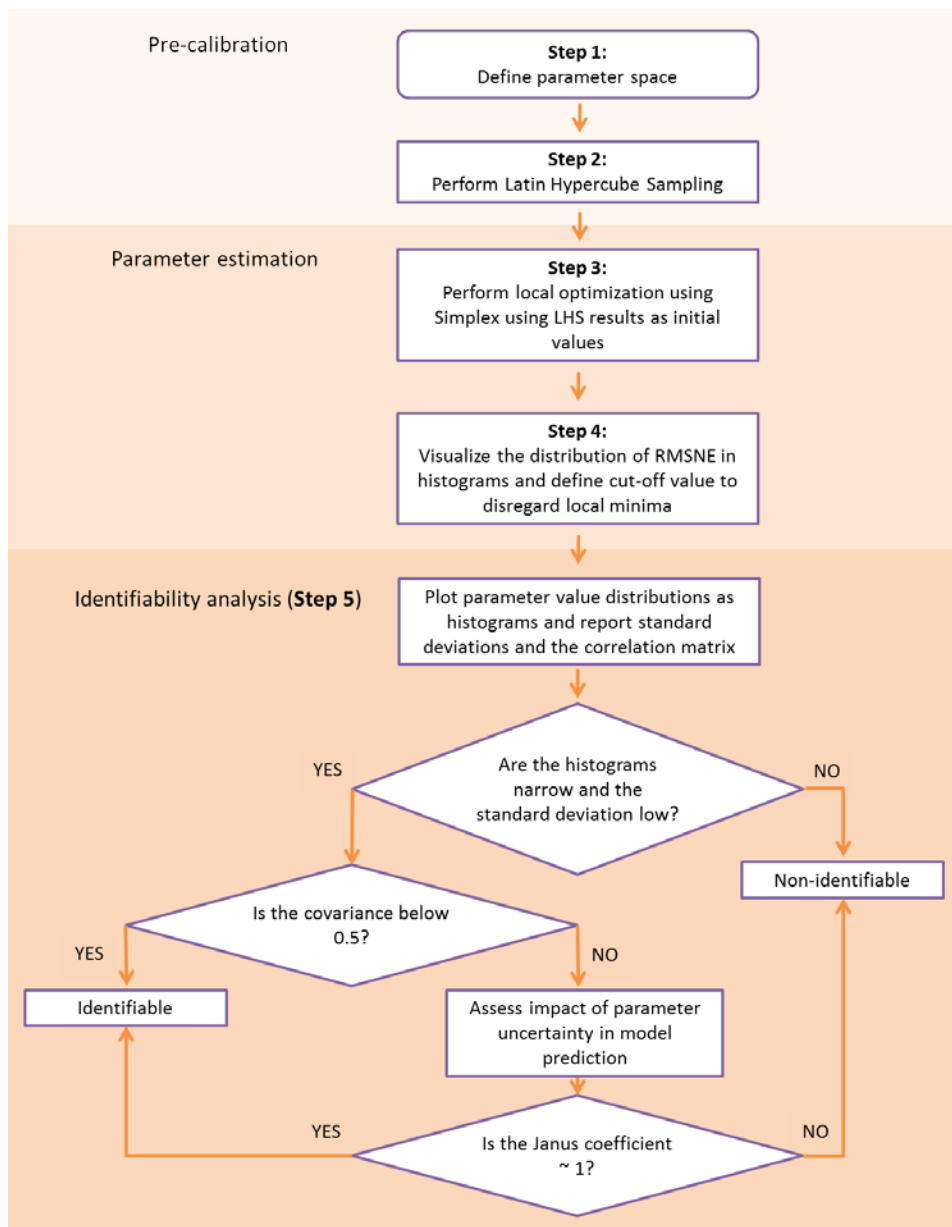 Pre-calibration
Step 1:
Define parameter space
Step 2:
Perform Latin Hypercube Sampling
Parameter estimation
Step 3:
Perform local optimization using
Simplex using LHS results as initial
values
Step 4:
Visualize the distribution of RMSNE in
histograms and define cut-off value to
disregard local minima
Identifiability analysis (Step 5)
Plot parameter value distributions as
histograms and report standard
deviations and the correlation matrix
Are the histograms
narrow and the
standard deviation low?
YES
NO
Non-identifiable
Is the covariance below
0.5?
YES
NO
Identifiable
Assess impact of parameter
uncertainty in model
prediction
Is the Janus coefficient
~ 1?
YES
NO